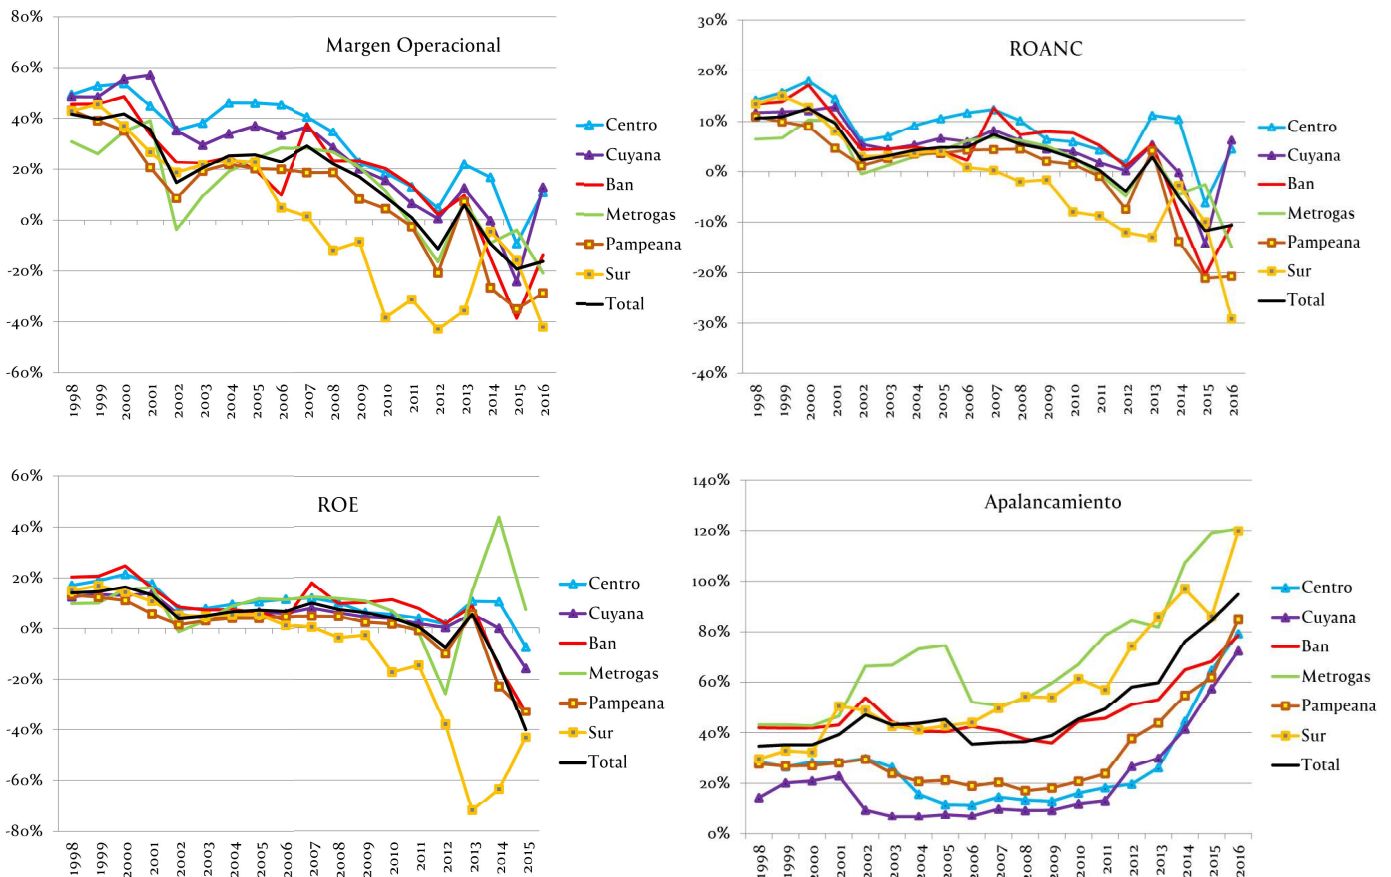 Margen Operacional
80%
60%
40%
20%
0%
-20%
-40%
-60%
1998 1999 2000 2001 2002 2003 2004 2005 2006 2007 2008 2009 2010 2011 2012 2013 2014 2015 2016
Centro
Cuyana
Ban
Metrogas
Pampeana
Sur
Total
ROANC
30%
20%
10%
0%
-10%
-20%
-30%
-40%
1998 1999 2000 2001 2002 2003 2004 2005 2006 2007 2008 2009 2010 2011 2012 2013 2014 2015 2016
Centro
Cuyana
Ban
Metrogas
Pampeana
Sur
Total
ROE
60%
40%
20%
0%
-20%
-40%
-60%
-80%
1998 1999 2000 2001 2002 2003 2004 2005 2006 2007 2008 2009 2010 2011 2012 2013 2014 2015
Centro
Cuyana
Ban
Metrogas
Pampeana
Sur
Total
Apalancamiento
140%
120%
100%
80%
60%
40%
20%
0%
1998 1999 2000 2001 2002 2003 2004 2005 2006 2007 2008 2009 2010 2011 2012 2013 2014 2015 2016
Centro
Cuyana
Ban
Metrogas
Pampeana
Sur
Total